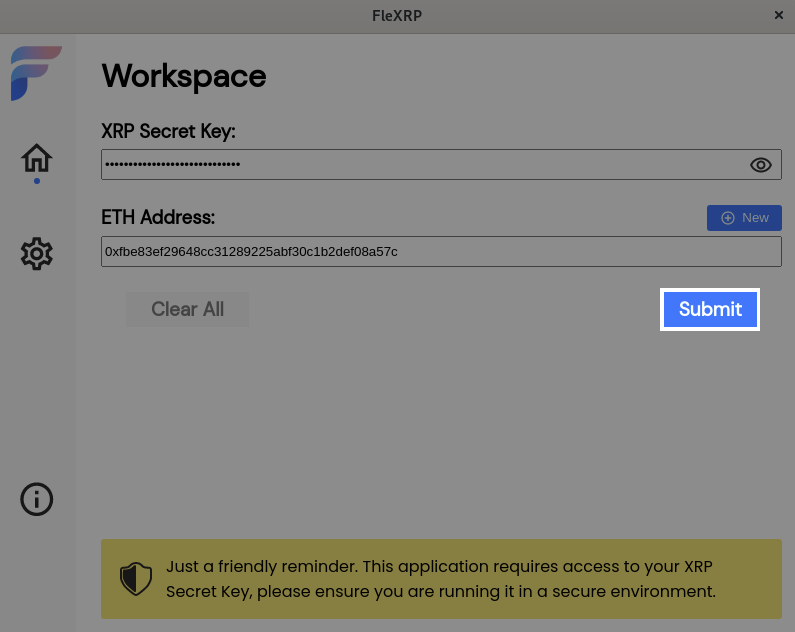 FleXRP
Workspace
XRP Secret Key:
ETH Address:
New
0xfbe83ef29648cc31289225abf30c1b2def08a57c
Clear All
Submit
Just a friendly reminder. This application requires access to your XRP
Secret Key, please ensure you are running it in a secure environment.